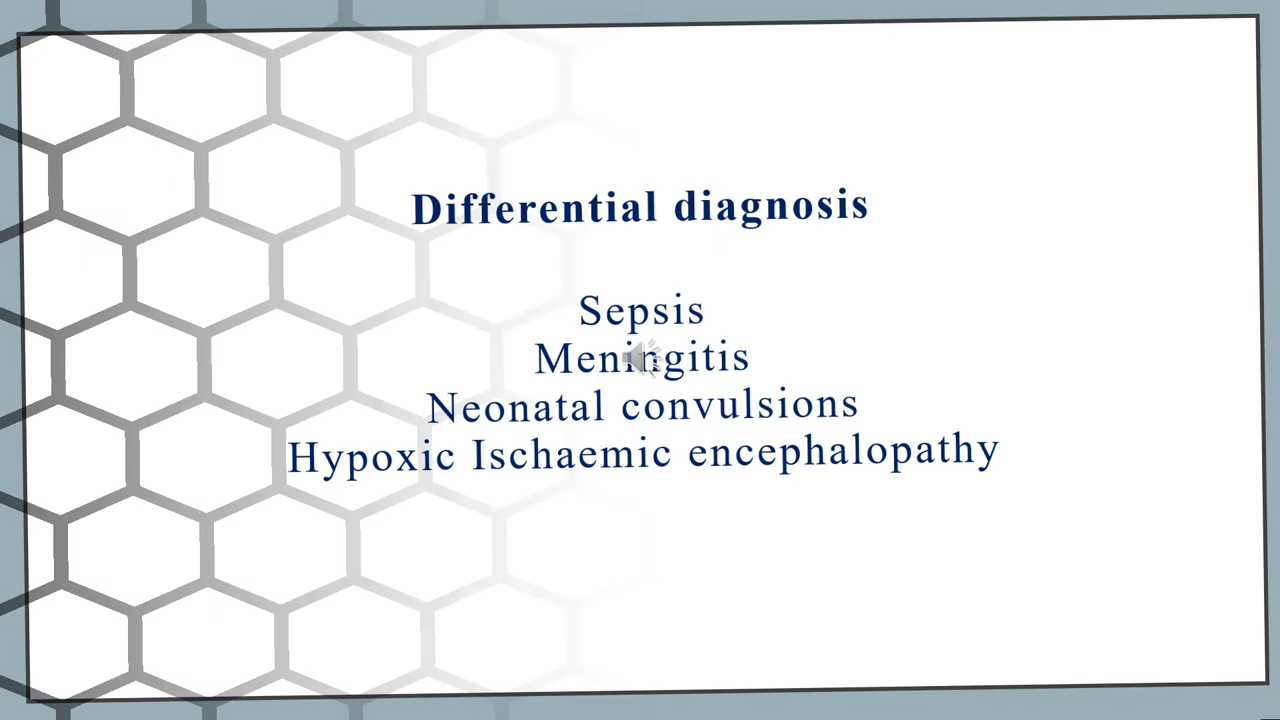 Differential diagnosis
Sepsis
Meningitis
Neonatal convulsions
Hypoxic Ischaemic encephalopathy